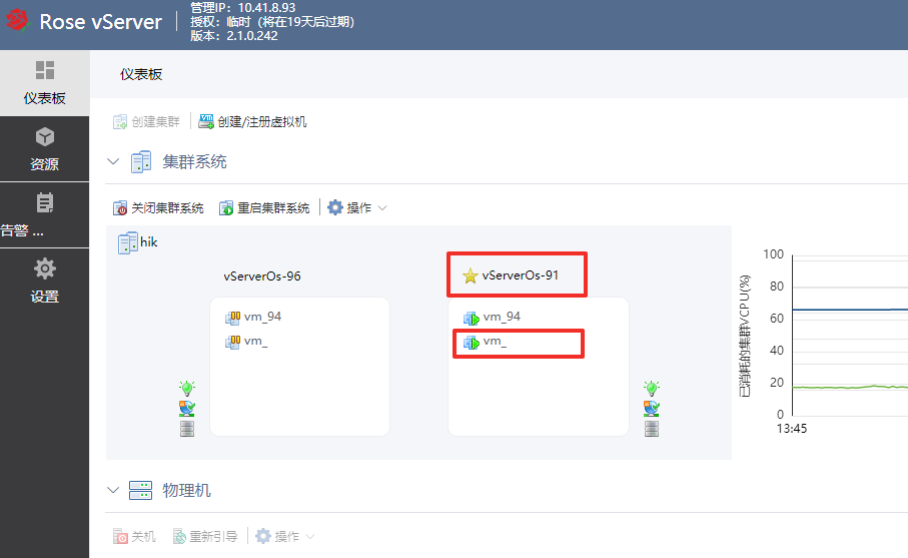 Rose vServer
管理IP: 10.41.8.93
授权: 临时 (将在19天后过期)
版本: 2.1.0.242
仪表板
资源
告警 ...
设置
仪表板
创建集群
创建/注册虚拟机
集群系统
关闭集群系统
重启集群系统
操作
hik
vServerOs-96
vm_94
vm_
vServerOs-91
vm_94
vm_
已消耗的集群VCPU(%)
100
80
60
40
20
0
13:45
物理机
关机
重新引导
操作